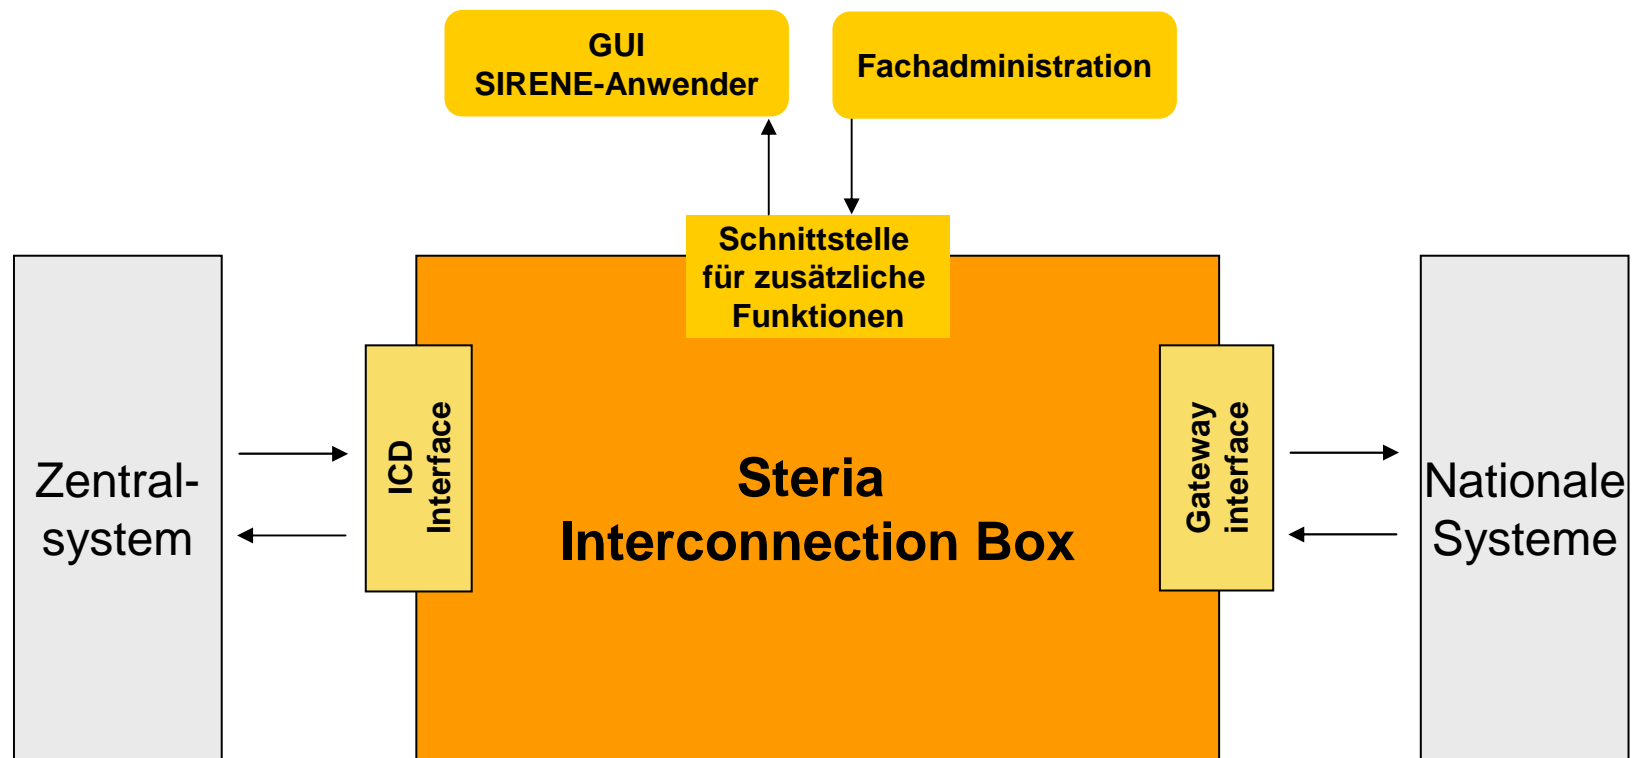 GUI
SIRENE-Anwender
Fachadministration
Schnittstelle
für zusätzliche
Funktionen
Zentral-
system
ICD
Interface
Steria
Interconnection Box
Gateway
interface
Nationale
Systeme